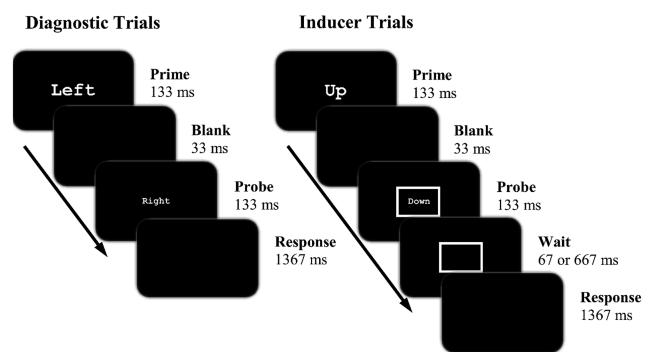 Diagnostic Trials
Left
Prime
133 ms
Blank
33 ms
Right
Probe
133 ms
Response
1367 ms
Inducer Trials
Up
Prime
133 ms
Blank
33 ms
Down
Probe
133 ms
Wait
67 or 667 ms
Response
1367 ms